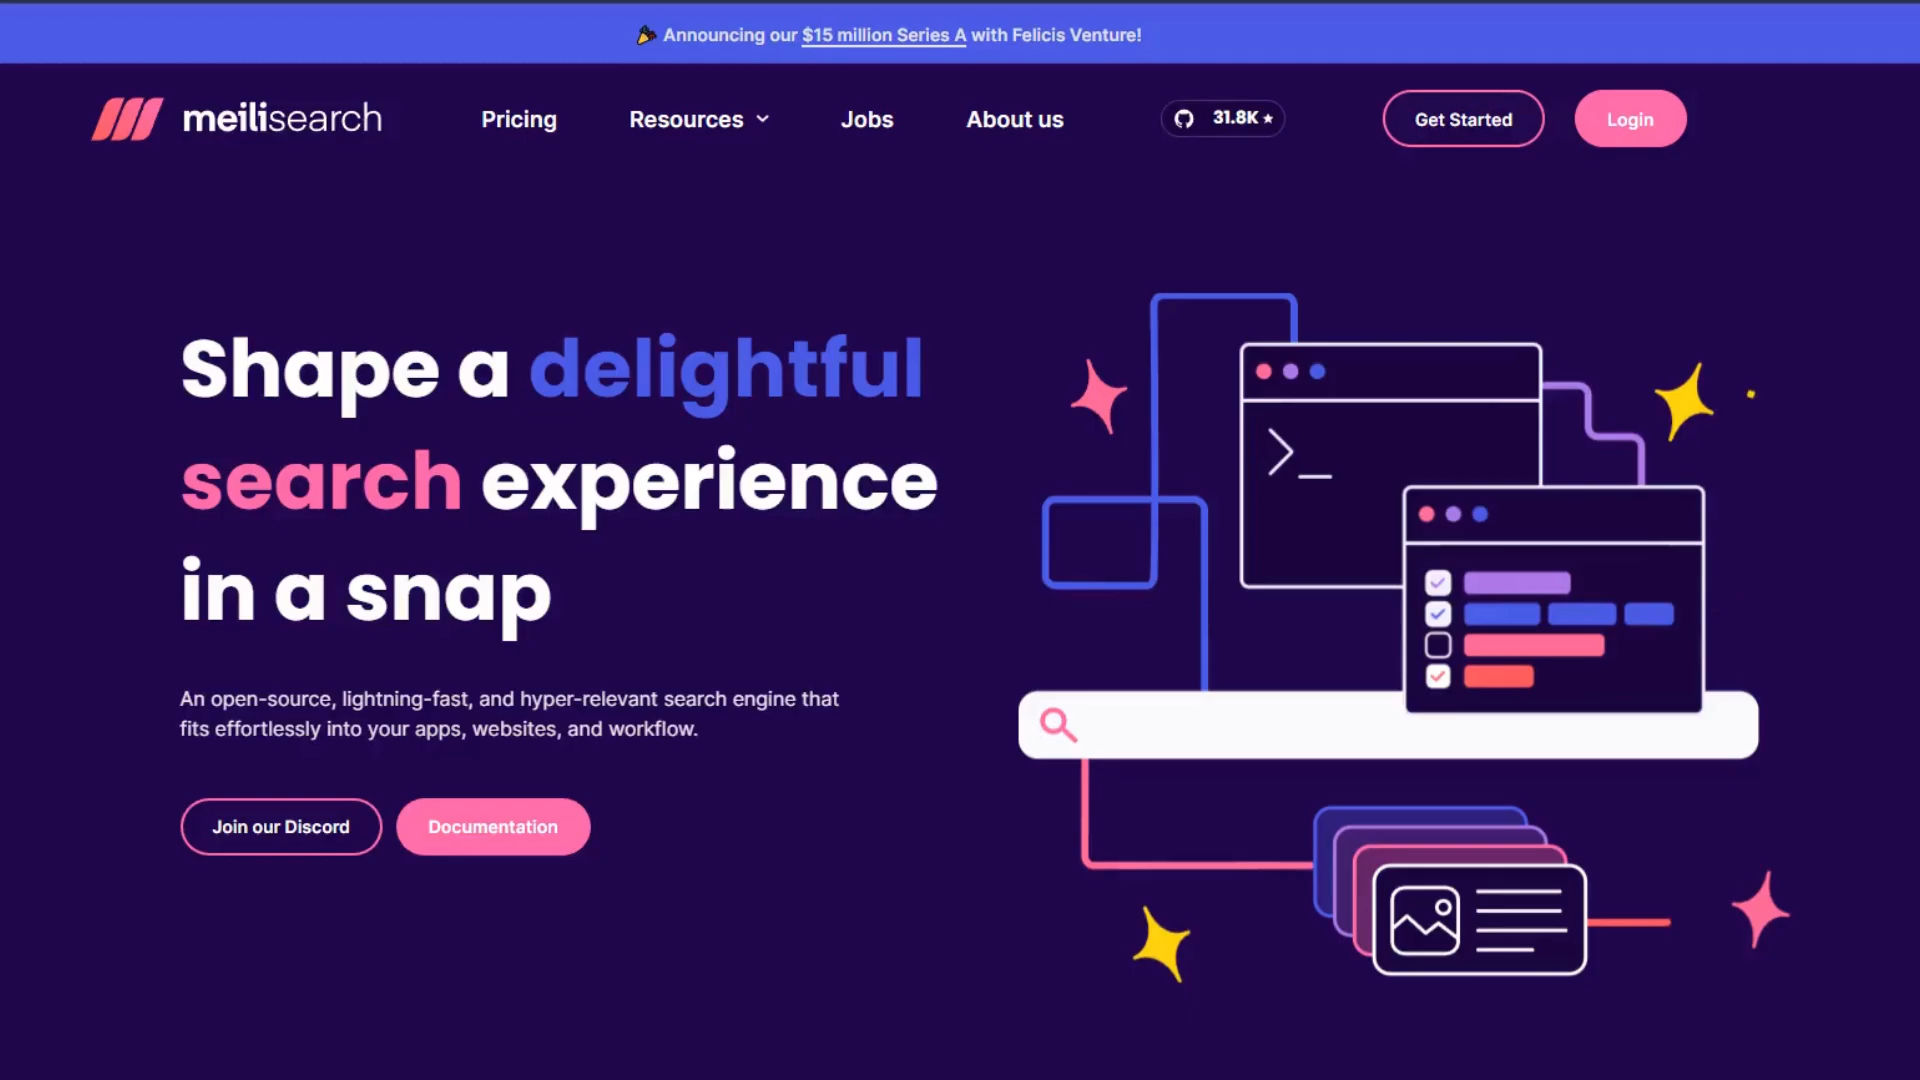 Announcing our $15 million Series A with Felicis Venture!
meilisearch
Pricing
Resources
Jobs
About us
31.8K ★
Get Started
Login
Shape a delightful
search experience
in a snap
An open-source, lightning-fast, and hyper-relevant search engine that
fits effortlessly into your apps, websites, and workflow.
Join our Discord
Documentation